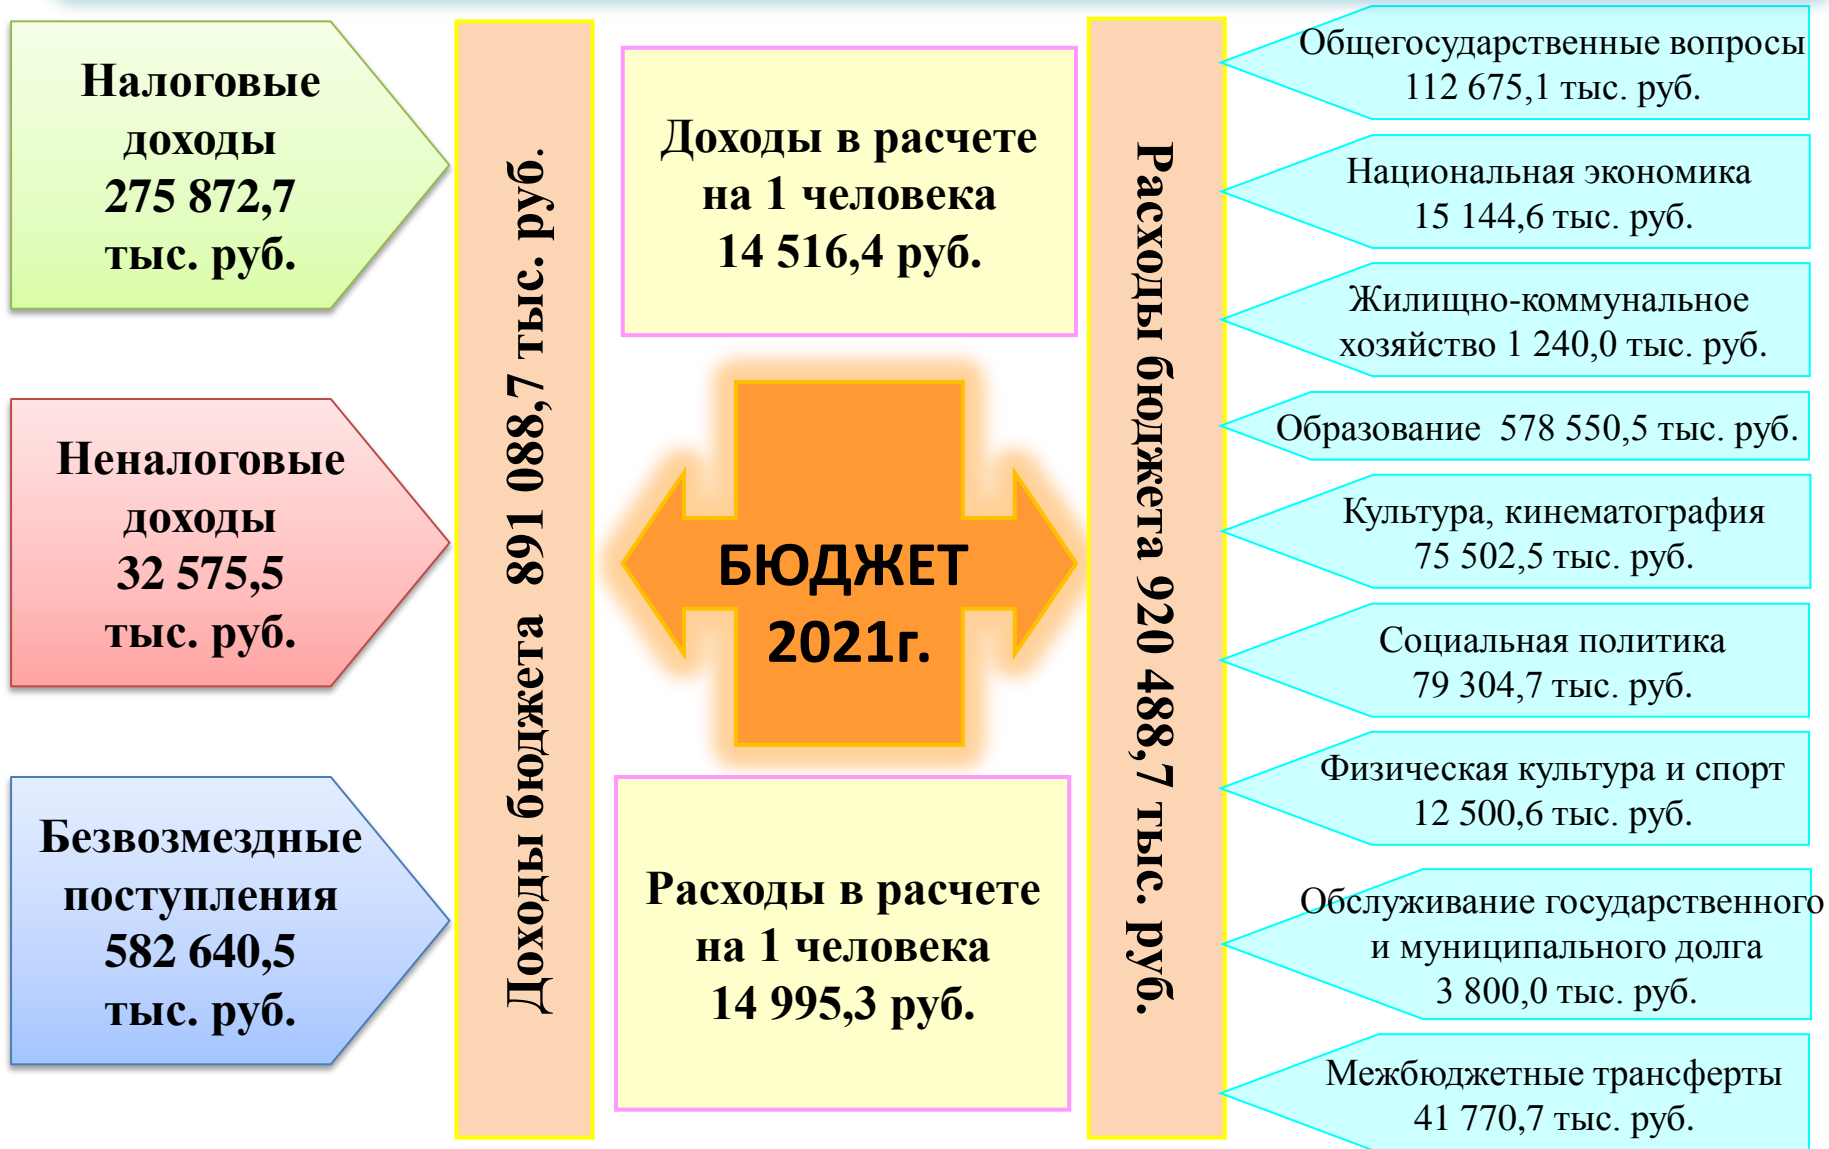 Налоговые
доходы
275 872,7
тыс. руб.
Неналоговые
доходы
32 575,5
тыс. руб.
Безвозмездные
поступления
582 640,5
тыс. руб.
Доходы бюджета 891 088,7 тыс. руб.
Доходы в расчете
на 1 человека
14 516,4 руб.
БЮДЖЕТ
2021г.
Расходы в расчете
на 1 человека
14 995,3 руб.
Расходы бюджета 920 488,7 тыс. руб.
Общегосударственные вопросы
112 675,1 тыс. руб.
Национальная экономика
15 144,6 тыс. руб.
Жилищно-коммунальное
хозяйство 1 240,0 тыс. руб.
Образование 578 550,5 тыс. руб.
Культура, кинематография
75 502,5 тыс. руб.
Социальная политика
79 304,7 тыс. руб.
Физическая культура и спорт
12 500,6 тыс. руб.
Обслуживание государственного
и муниципального долга
3 800,0 тыс. руб.
Межбюджетные трансферты
41 770,7 тыс. руб.